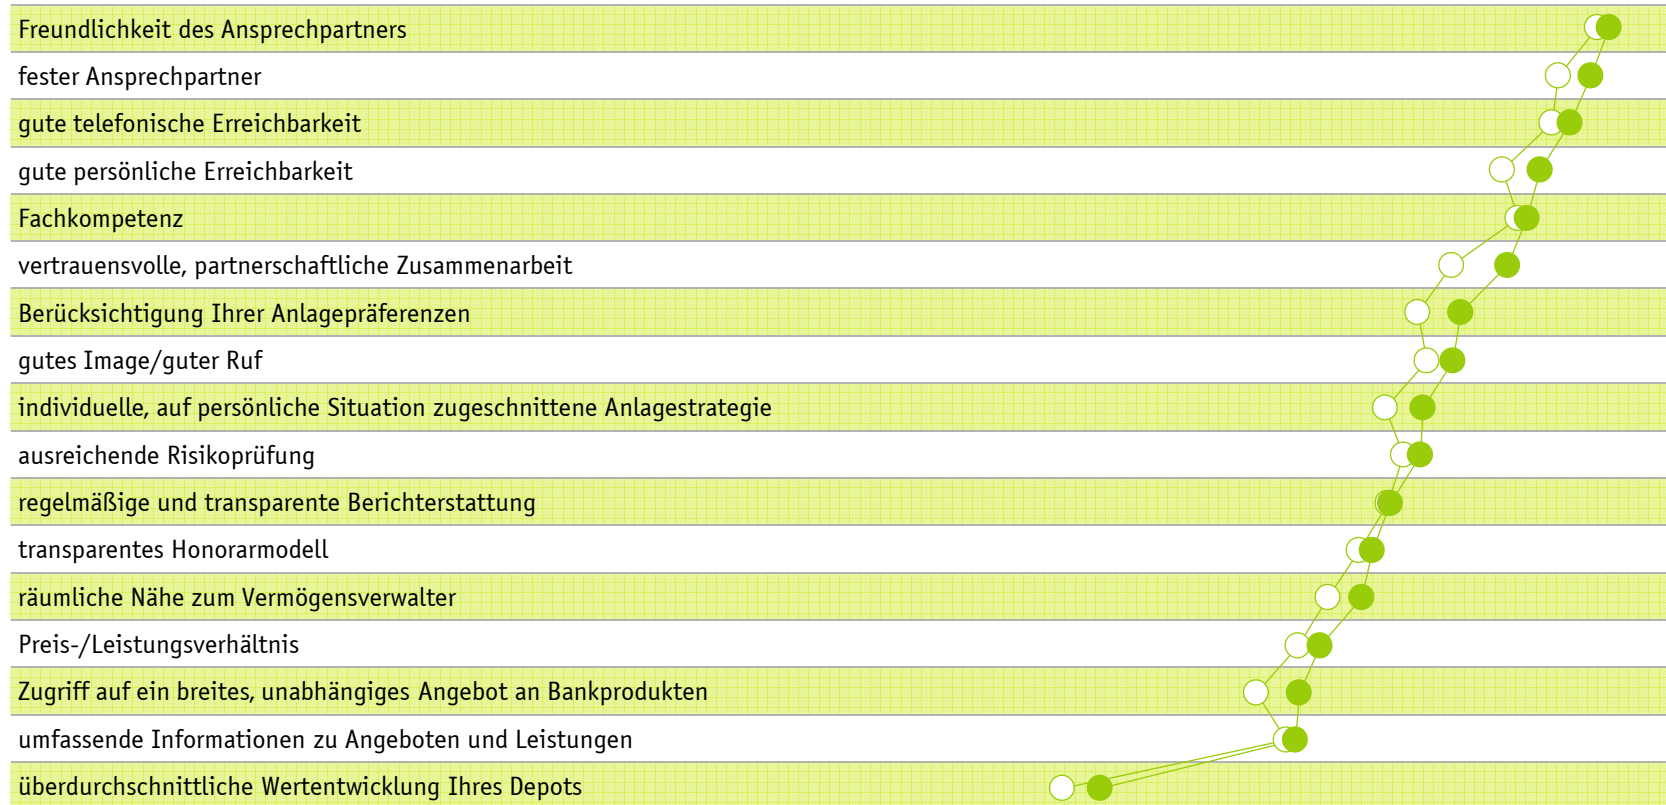 Freundlichkeit des Ansprechpartners
fester Ansprechpartner
gute telefonische Erreichbarkeit
gute persönliche Erreichbarkeit
Fachkompetenz
vertrauensvolle, partnerschaftliche Zusammenarbeit
Berücksichtigung Ihrer Anlagepräferenzen
gutes Image/guter Ruf
individuelle, auf persönliche Situation zugeschnittene Anlagestrategie
ausreichende Risikoprüfung
regelmäßige und transparente Berichterstattung
transparentes Honorarmodell
räumliche Nähe zum Vermögensverwalter
Preis-/Leistungsverhältnis
Zugriff auf ein breites, unabhängiges Angebot an Bankprodukten
umfassende Informationen zu Angeboten und Leistungen
überdurchschnittliche Wertentwicklung Ihres Depots